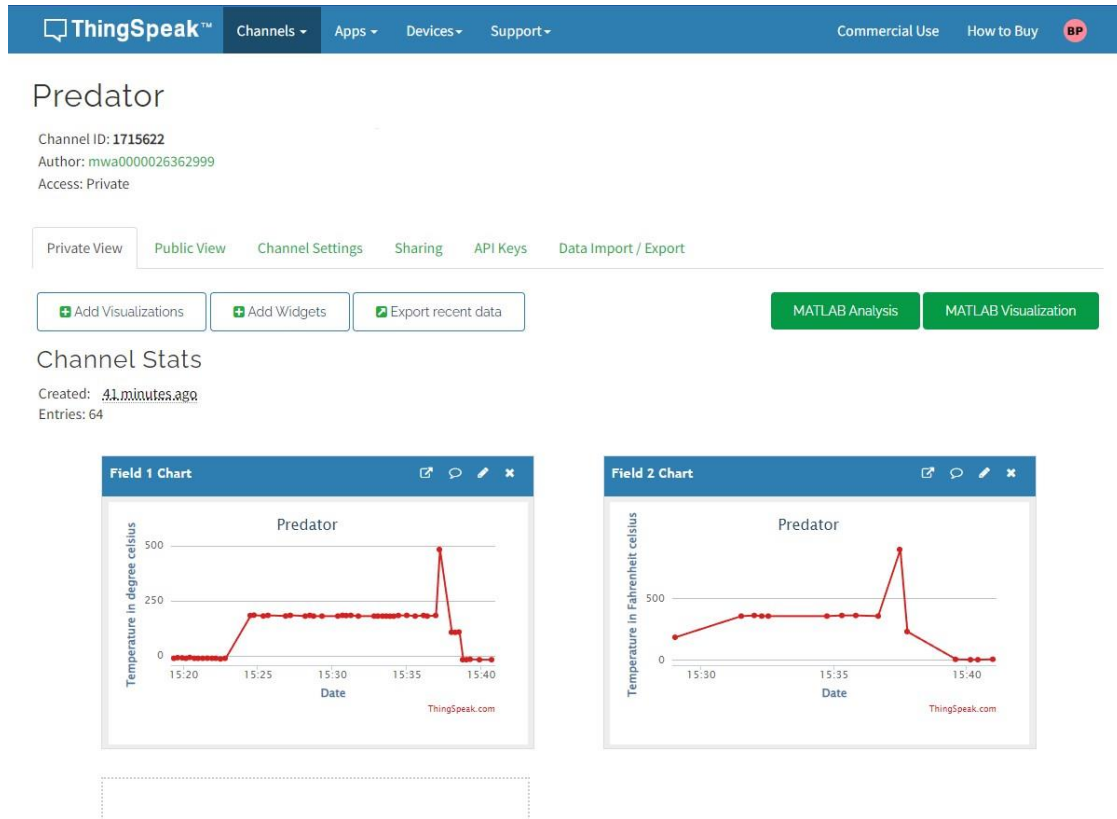 ThingSpeak™ Channels Apps Devices Support Commercial Use How to Buy BP
Predator
Channel ID: 1715622
Author: mwa0000026362999
Access: Private
Private View Public View Channel Settings Sharing API Keys Data Import / Export
Add Visualizations Add Widgets Export recent data MATLAB Analysis MATLAB Visualization
Channel Stats
Created: 41 minutes ago
Entries: 64
Field 1 Chart
Predator
Temperature in degree celsius
500
250
0
15:20 15:25 15:30 15:35 15:40
Date
ThingSpeak.com
Field 2 Chart
Predator
Temperature in Fahrenheit celsius
500
0
15:30 15:35 15:40
Date
ThingSpeak.com